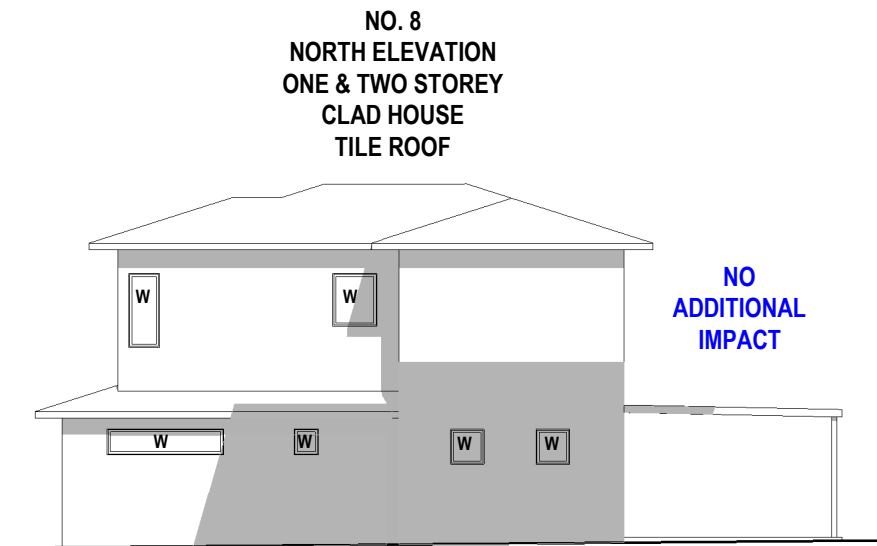 NO. 8
NORTH ELEVATION
ONE & TWO STOREY
CLAD HOUSE
TILE ROOF
W
W
NO
ADDITIONAL
IMPACT
W
W
W
W